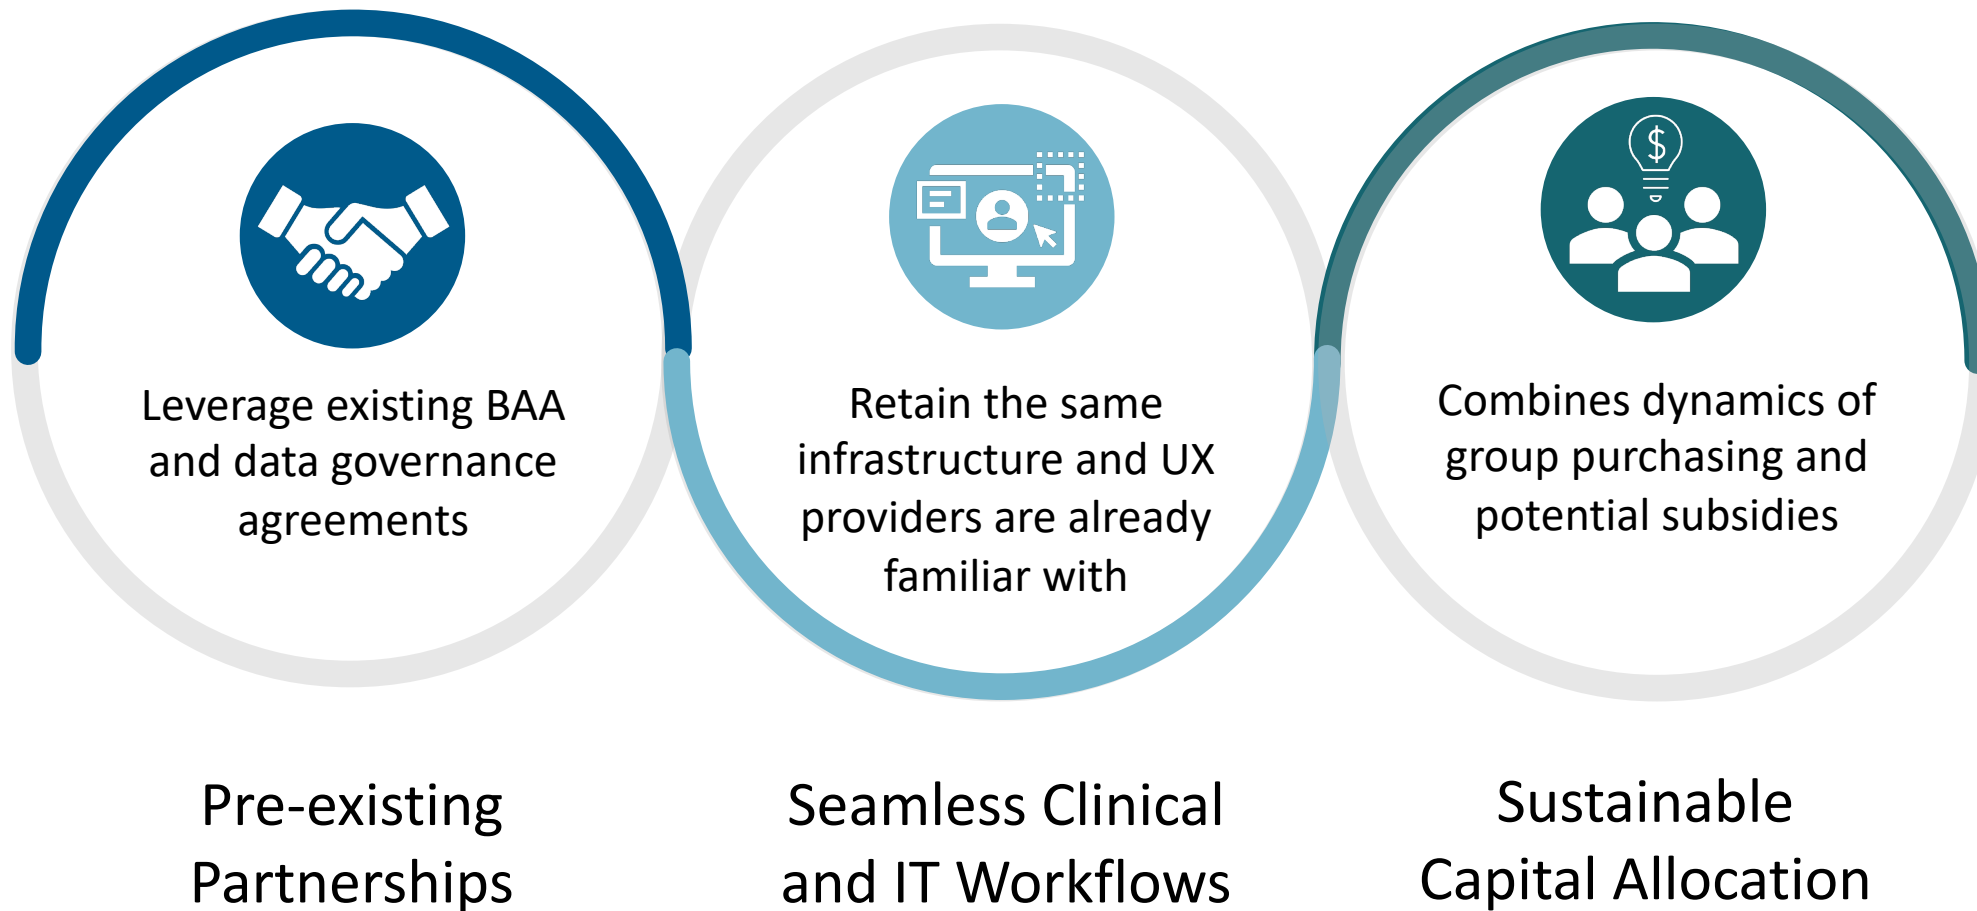 $
Leverage existing BAA
and data governance
agreements
Retain the same
infrastructure and UX
providers are already
familiar with
Combines dynamics of
group purchasing and
potential subsidies
Pre-existing
Partnerships
Seamless Clinical
and IT Workflows
Sustainable
Capital Allocation